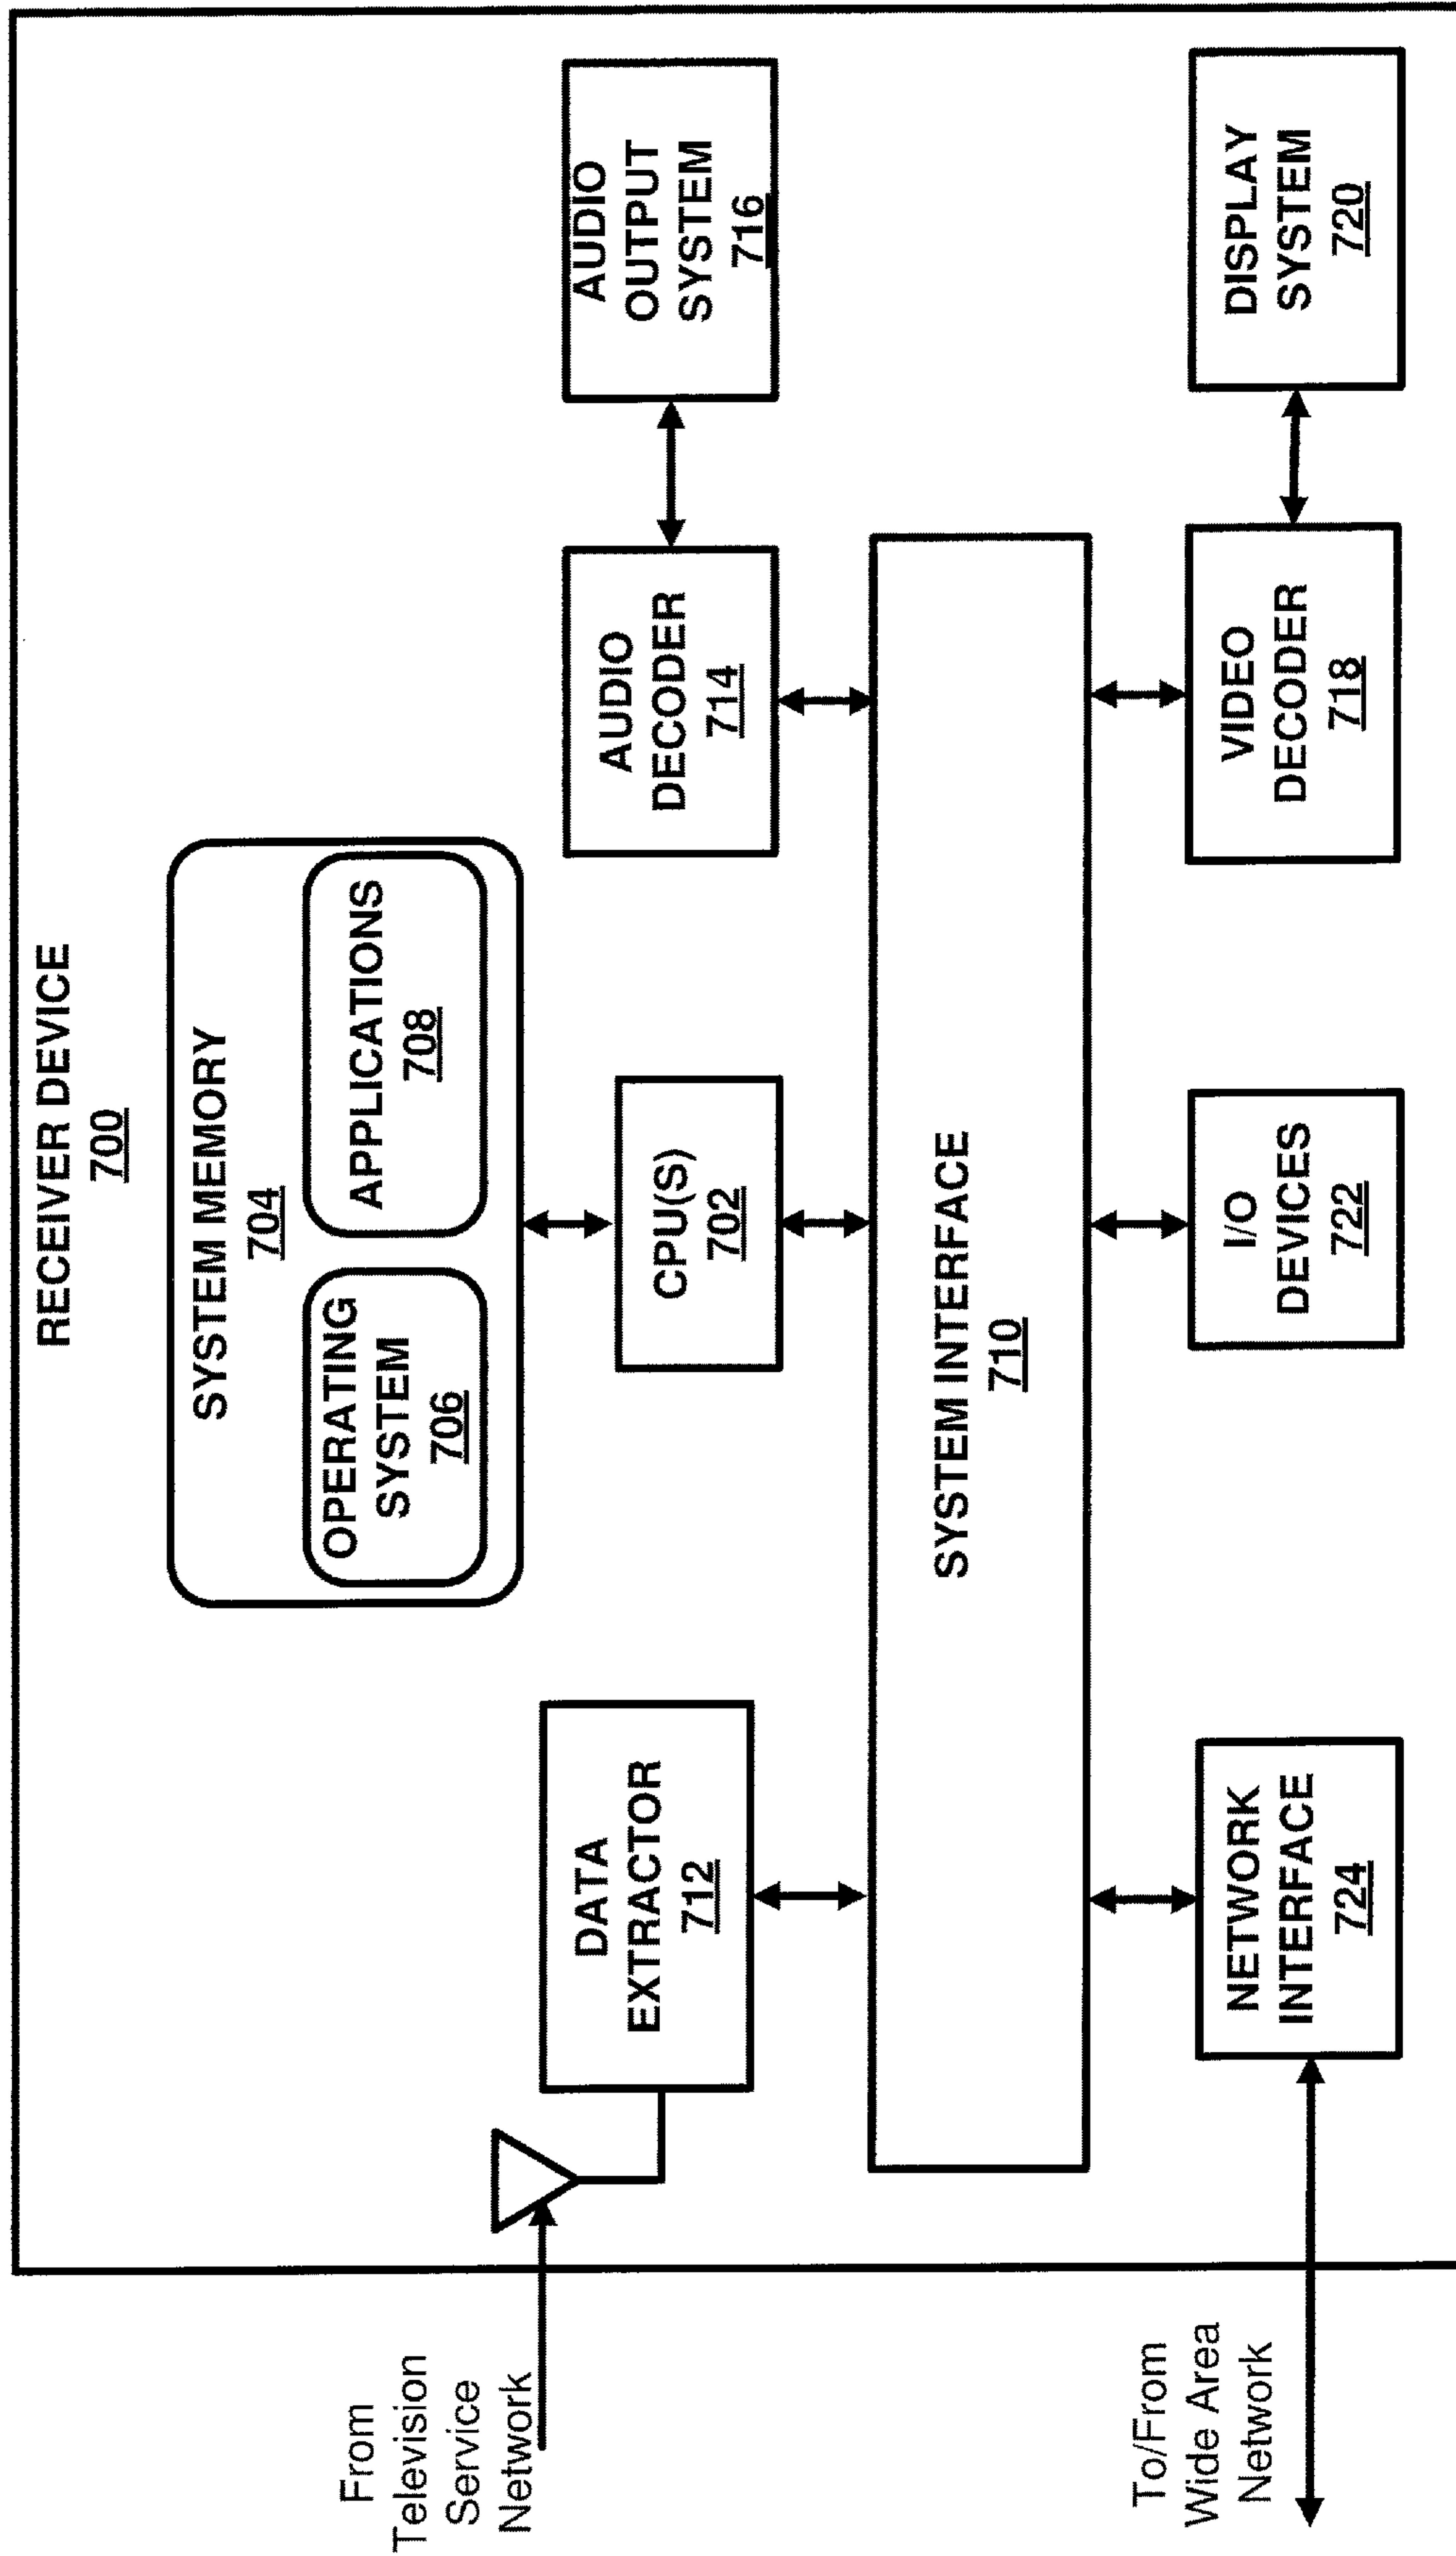 RECEIVER DEVICE
700
SYSTEM MEMORY
704
OPERATING
SYSTEM
706
APPLICATIONS
708
From
Television
Service
Network
DATA
EXTRACTOR
712
CPU(S)
702
AUDIO
DECODER
714
AUDIO
OUTPUT
SYSTEM
716
SYSTEM INTERFACE
710
To/From
Wide Area
Network
NETWORK
INTERFACE
724
I/O
DEVICES
722
VIDEO
DECODER
718
DISPLAY
SYSTEM
720